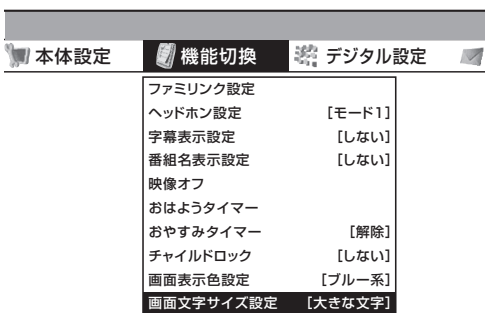 本体設定 機能切換 デジタル設定
ファミリンク設定
ヘッドホン設定 [モード1]
字幕表示設定 [しない]
番組名表示設定 [しない]
映像オフ
おはようタイマー
おやすみタイマー [解除]
チャイルドロック [しない]
画面表示色設定 [ブルー系]
画面文字サイズ設定 [大きな文字]